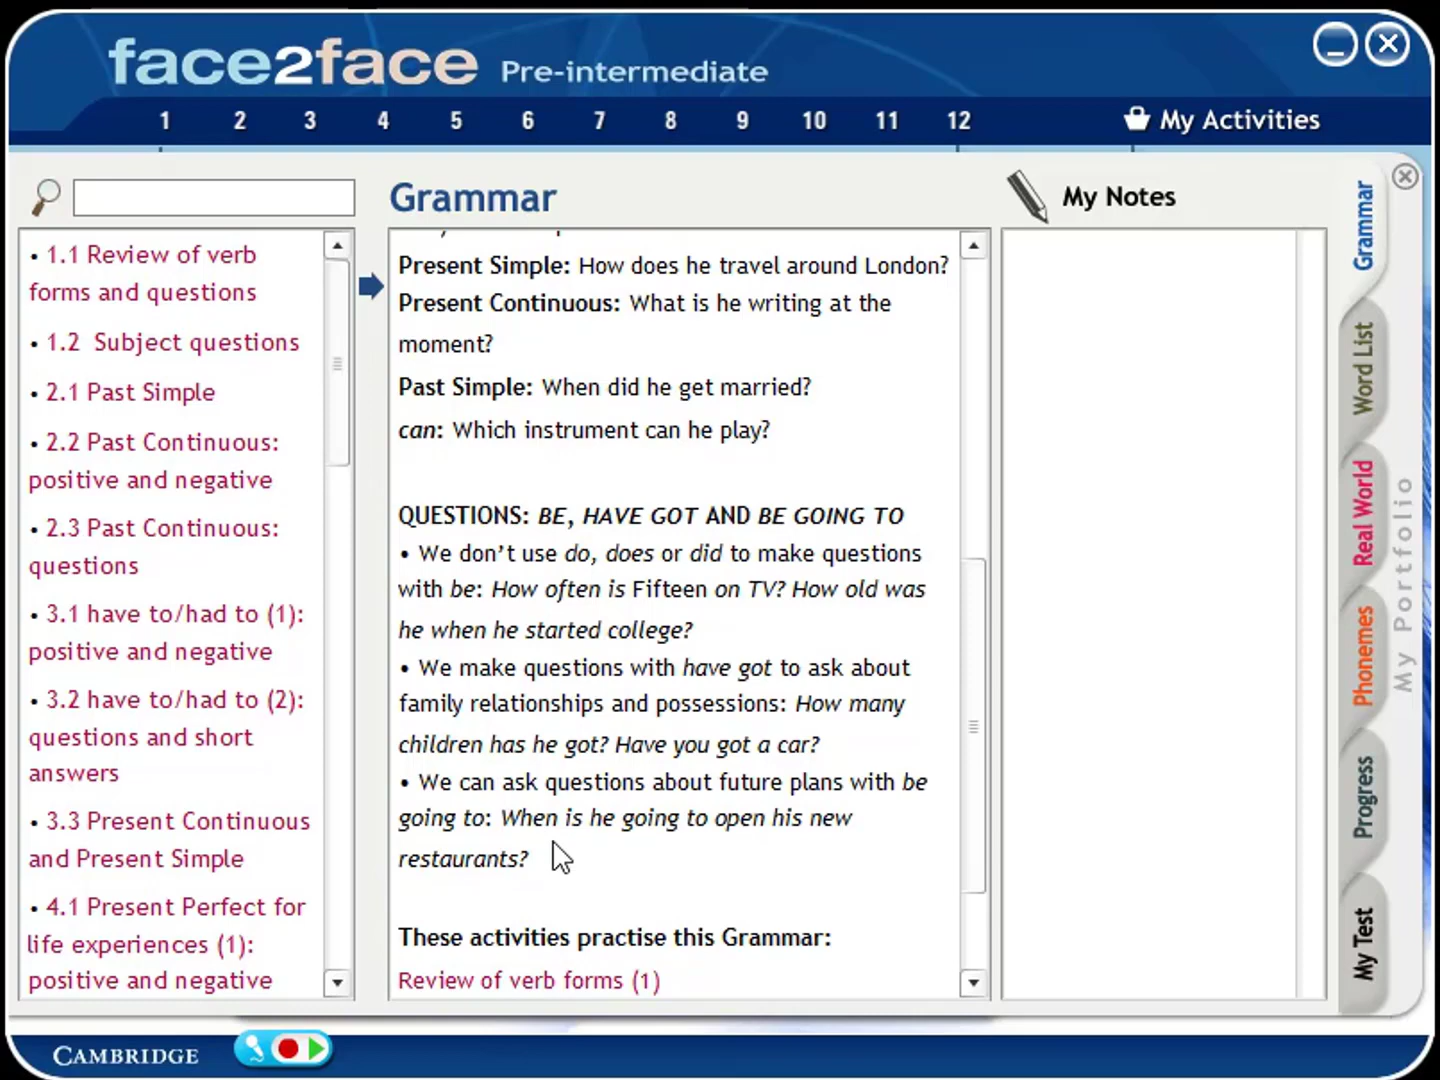 face2face Pre-intermediate
1 2 3 4 5 6 7 8 9 10 11 12 My Activities
Grammar
My Notes
• 1.1 Review of verb
forms and questions
• 1.2 Subject questions
• 2.1 Past Simple
• 2.2 Past Continuous:
positive and negative
• 2.3 Past Continuous:
questions
• 3.1 have to/had to (1):
positive and negative
• 3.2 have to/had to (2):
questions and short
answers
• 3.3 Present Continuous
and Present Simple
• 4.1 Present Perfect for
life experiences (1):
positive and negative
Present Simple: How does he travel around London?
Present Continuous: What is he writing at the
moment?
Past Simple: When did he get married?
can: Which instrument can he play?
QUESTIONS: BE, HAVE GOT AND BE GOING TO
• We don't use do, does or did to make questions
with be: How often is Fifteen on TV? How old was
he when he started college?
• We make questions with have got to ask about
family relationships and possessions: How many
children has he got? Have you got a car?
• We can ask questions about future plans with be
going to: When is he going to open his new
restaurants?
These activities practise this Grammar:
Review of verb forms (1)
Grammar
Word List
Real World
Phonemes
Progress
My Test
My Portfolio
CAMBRIDGE